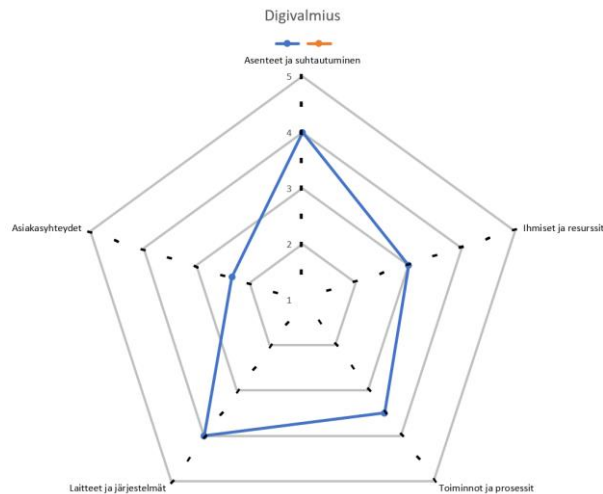 Digivalmius
Asenteet ja suhtautuminen
5
4
3
2
1
Asiakasyhteydet
Ihmiset ja resurssit
Laitteet ja järjestelmät
Toiminnot ja prosessit